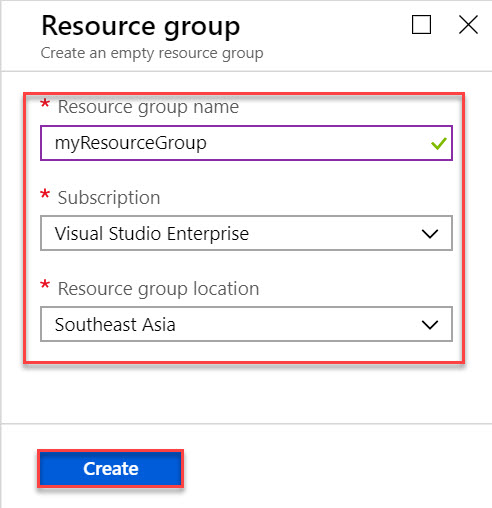 Resource group
Create an empty resource group
* Resource group name
myResourceGroup
* Subscription
Visual Studio Enterprise
* Resource group location
Southeast Asia
Create